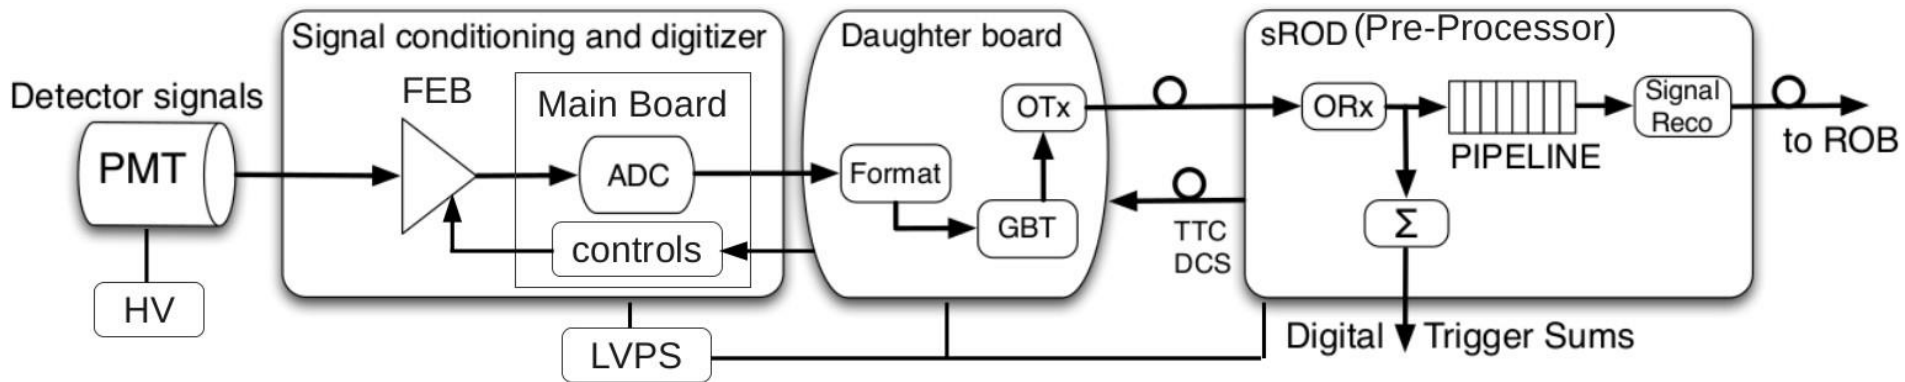 Detector signals
PMT
HV
Signal conditioning and digitizer
FEB
Main Board
ADC
controls
LVPS
Daughter board
OTx
Format
GBT
TTC
DCS
sROD (Pre-Processor)
ORx
PIPELINE
Signal
Reco
Σ
to ROB
Digital Trigger Sums